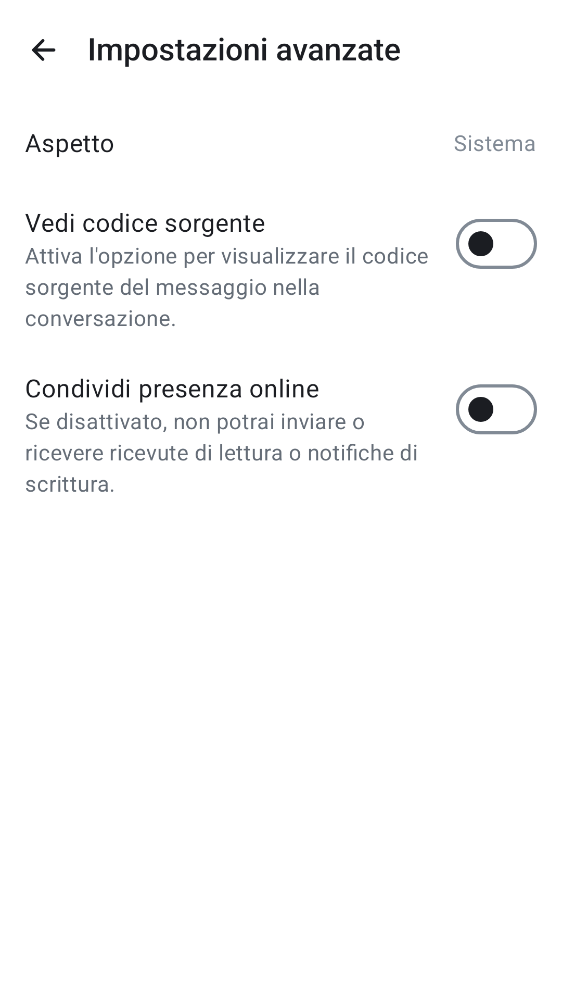 Impostazioni avanzate
Aspetto
Sistema
Vedi codice sorgente
Attiva l'opzione per visualizzare il codice
sorgente del messaggio nella
conversazione.
Condividi presenza online
Se disattivato, non potrai inviare o
ricevere ricevute di lettura o notifiche di
scrittura.